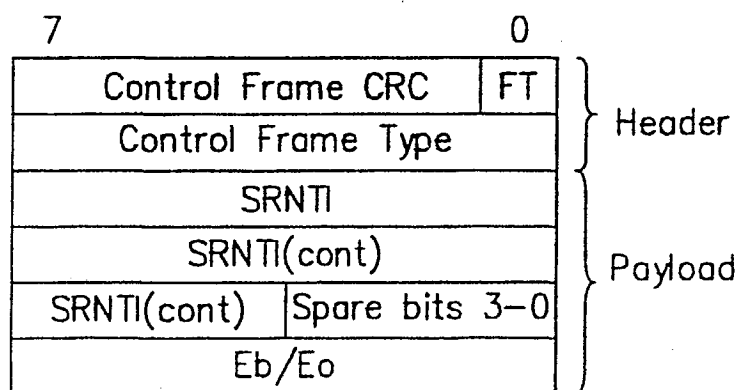 7 0
Control Frame CRC FT
Header
Control Frame Type
SRNTI
SRNTI(cont)
Payload
SRNTI(cont) Spare bits 3-0
Eb/Eo